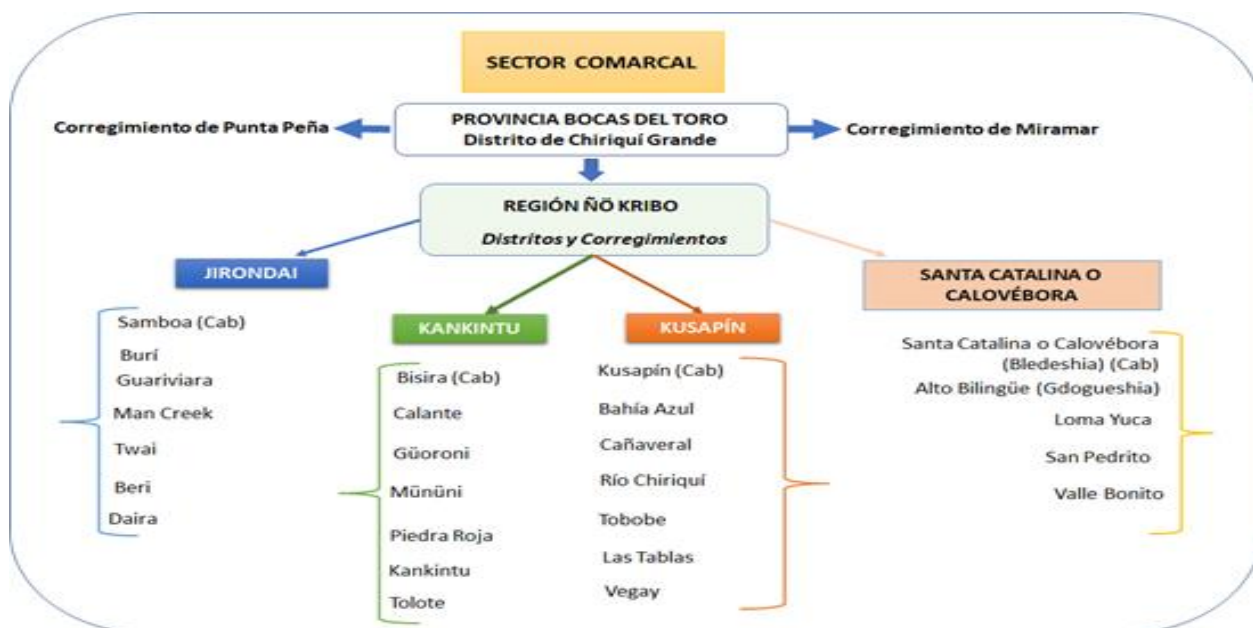 SECTOR COMARCAL
PROVINCIA BOCAS DEL TORO
Distrito de Chiriquí Grande
Corregimiento de Punta Peña
Corregimiento de Miramar
REGIÓN ÑÖ KRIBO
Distritos y Corregimientos
JIRONDAI
Samboa (Cab)
Burí
Guariviara
Man Creek
Twai
Beri
Daira
KANKINTU
Bisira (Cab)
Calante
Güoroni
Mününi
Piedra Roja
Kankintu
Tolote
KUSAPÍN
Kusapín (Cab)
Bahía Azul
Cañaveral
Río Chiriquí
Tobobe
Las Tablas
Vegay
SANTA CATALINA O
CALOVÉBORA
Santa Catalina o Calovébora
(Bledeshia) (Cab)
Alto Bilingüe (Gdogueshia)
Loma Yuca
San Pedrito
Valle Bonito